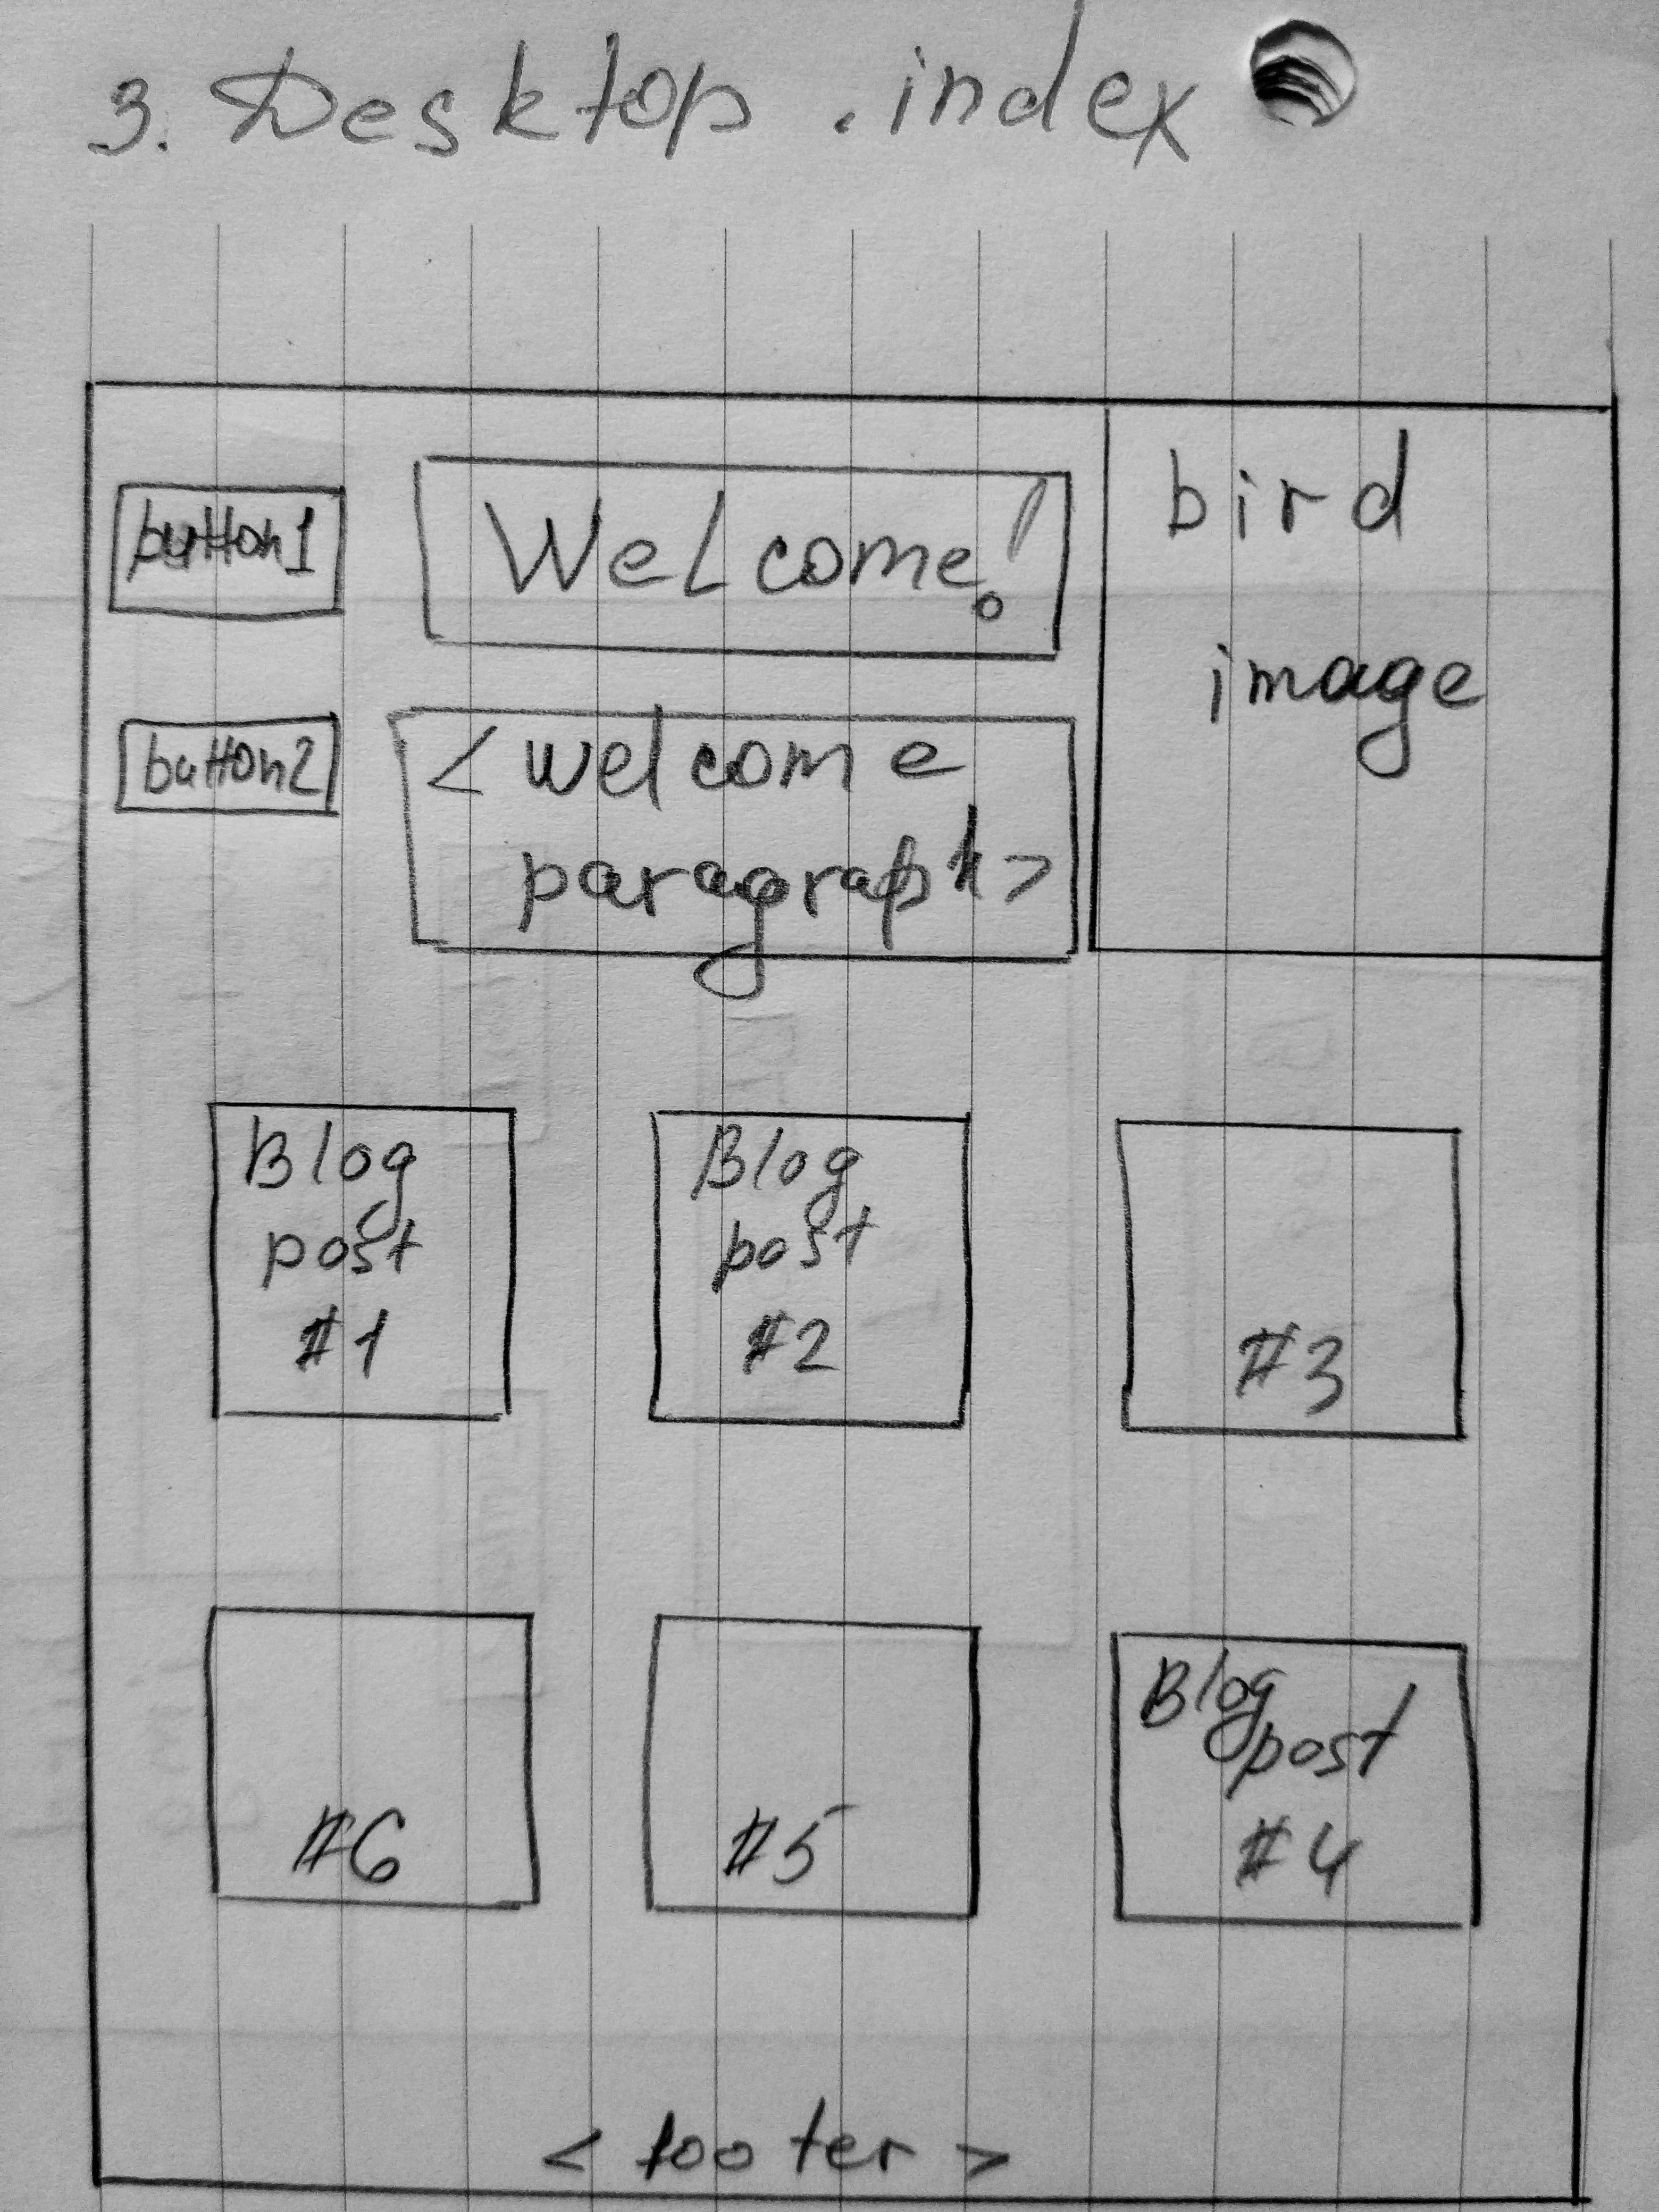 3. Desktop .index
button1
Welcome!
bird
image
button2
<welcome
paragraph>
Blog
post
#1
Blog
post
#2
#3
#6
#5
Blog
post
#4
<footer>